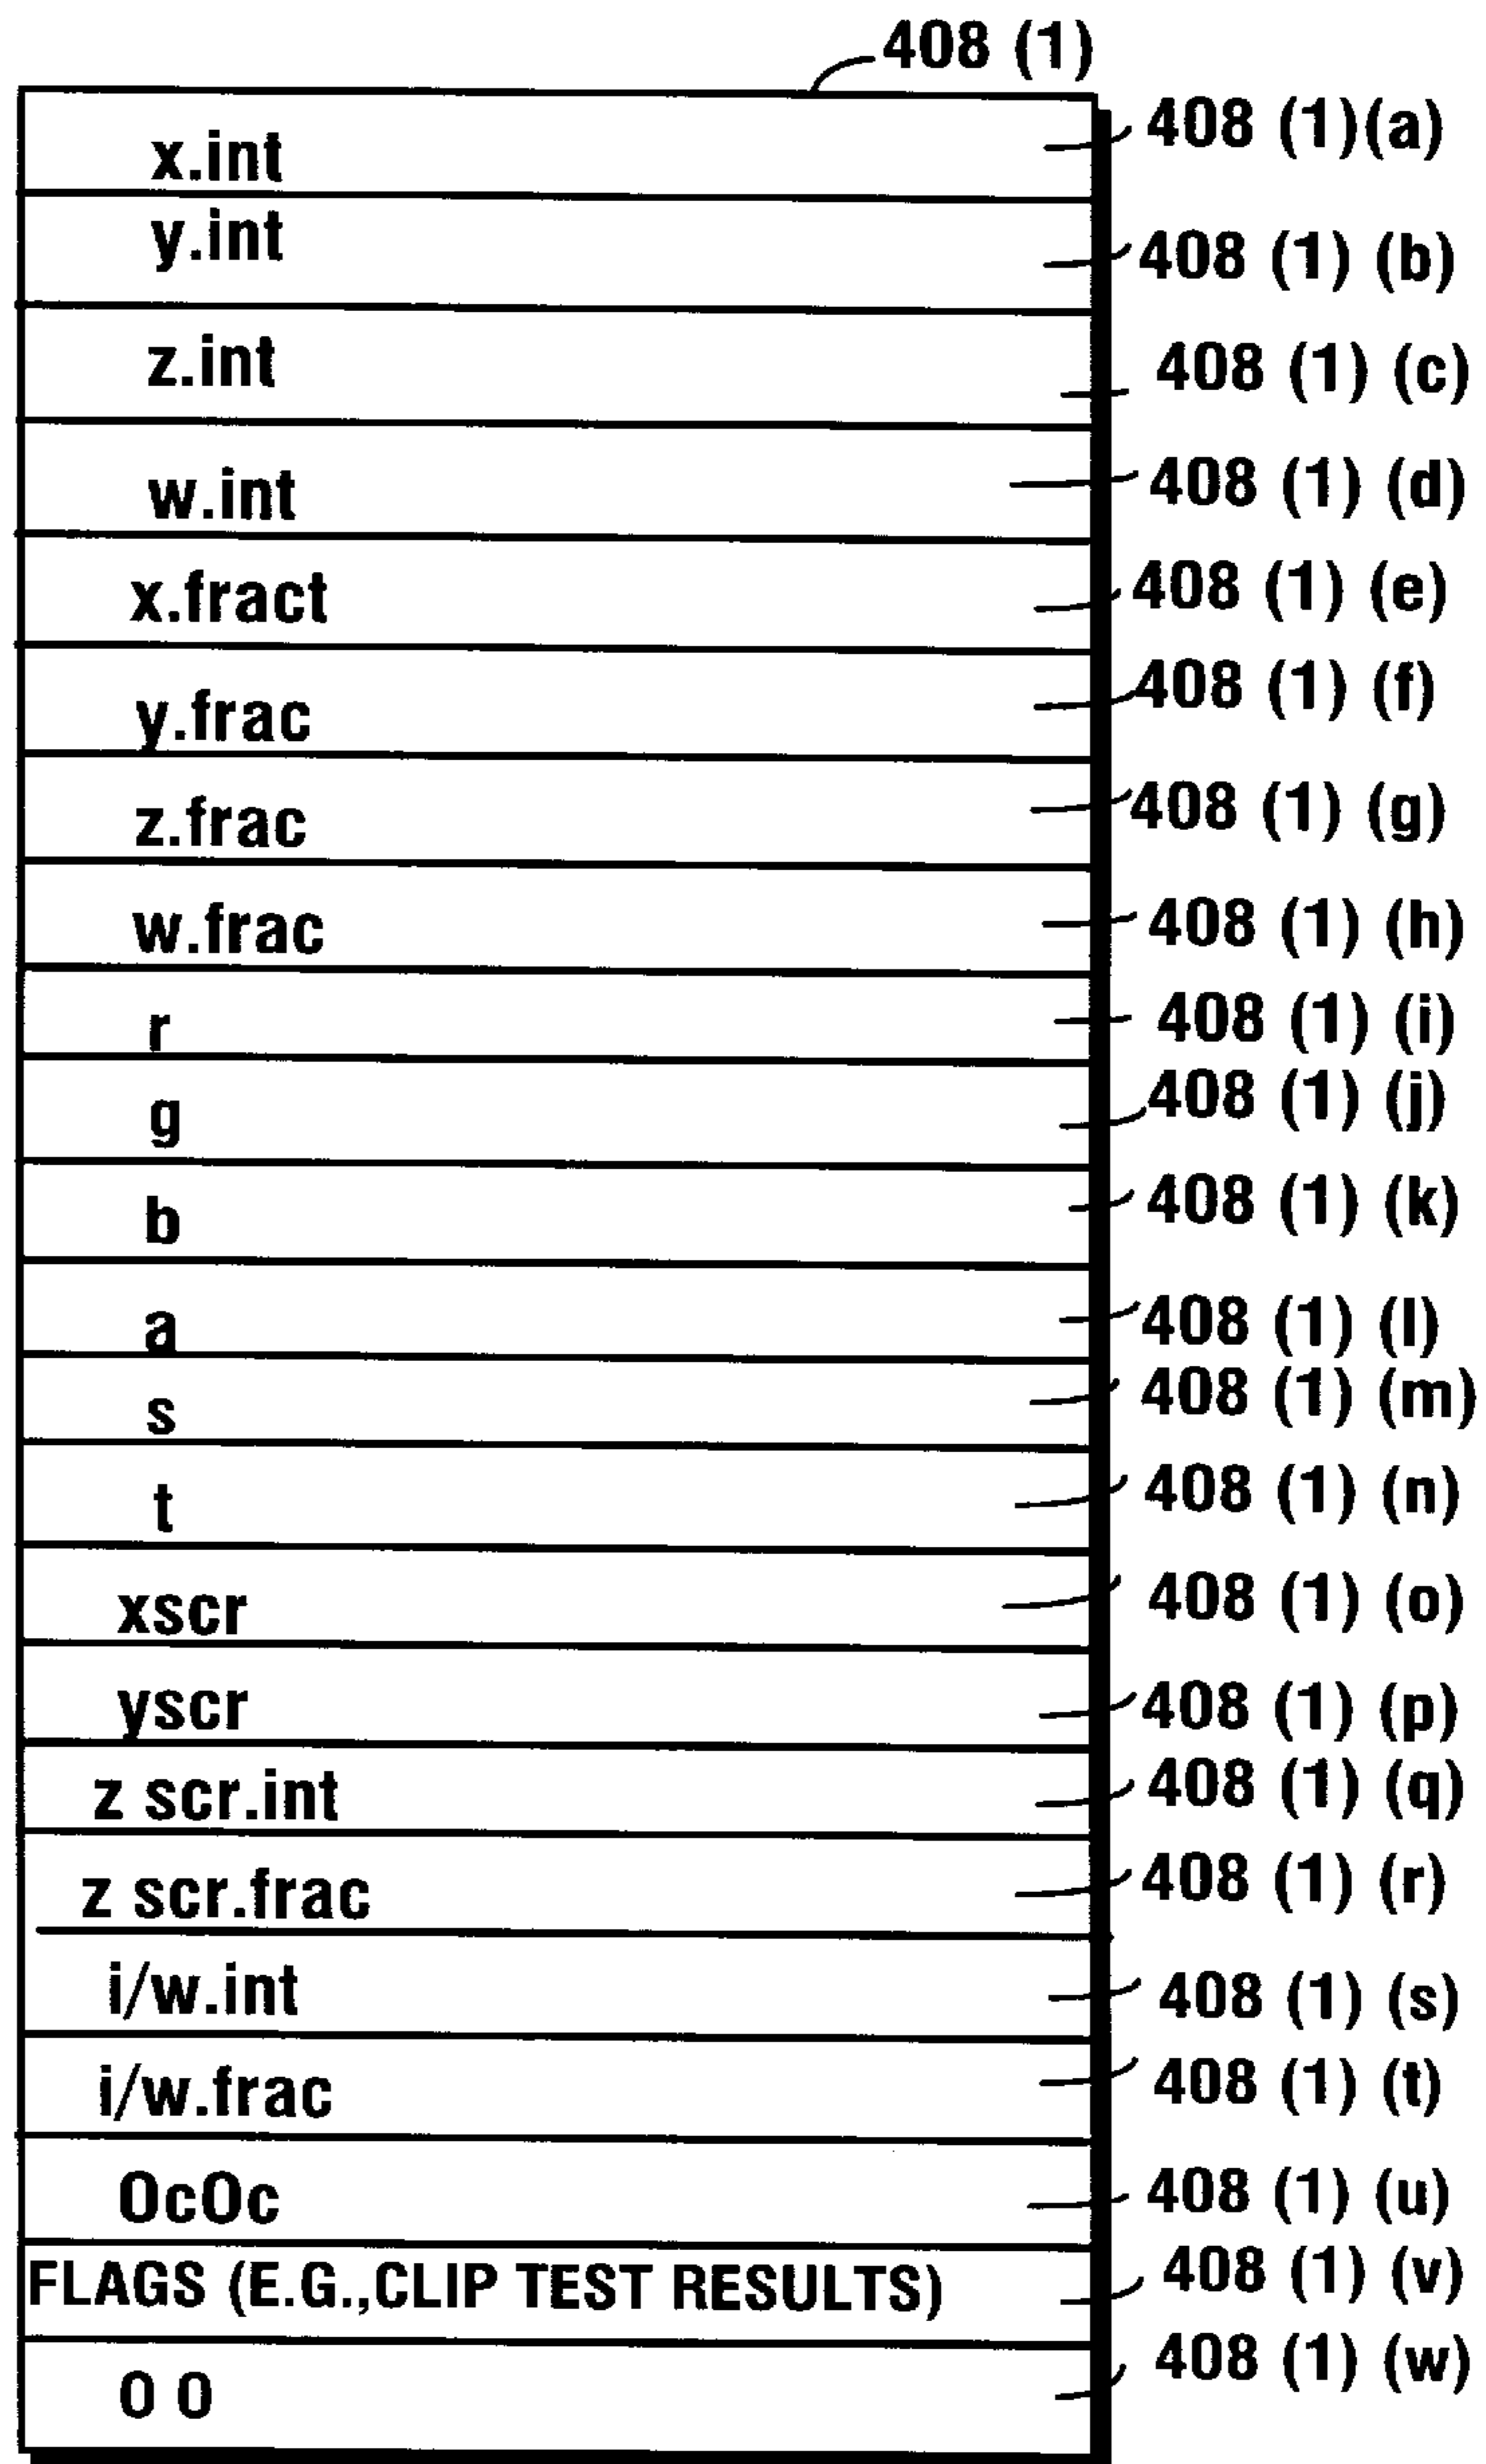 408 (1)
x.int 408 (1)(a)
y.int 408 (1) (b)
z.int 408 (1) (c)
w.int 408 (1) (d)
x.fract 408 (1) (e)
y.frac 408 (1) (f)
z.frac 408 (1) (g)
w.frac 408 (1) (h)
r 408 (1) (i)
g 408 (1) (j)
b 408 (1) (k)
a 408 (1) (l)
s 408 (1) (m)
t 408 (1) (n)
xscr 408 (1) (o)
yscr 408 (1) (p)
z scr.int 408 (1) (q)
z scr.frac 408 (1) (r)
i/w.int 408 (1) (s)
i/w.frac 408 (1) (t)
OcOc 408 (1) (u)
FLAGS (E.G.,CLIP TEST RESULTS) 408 (1) (v)
0 0 408 (1) (w)